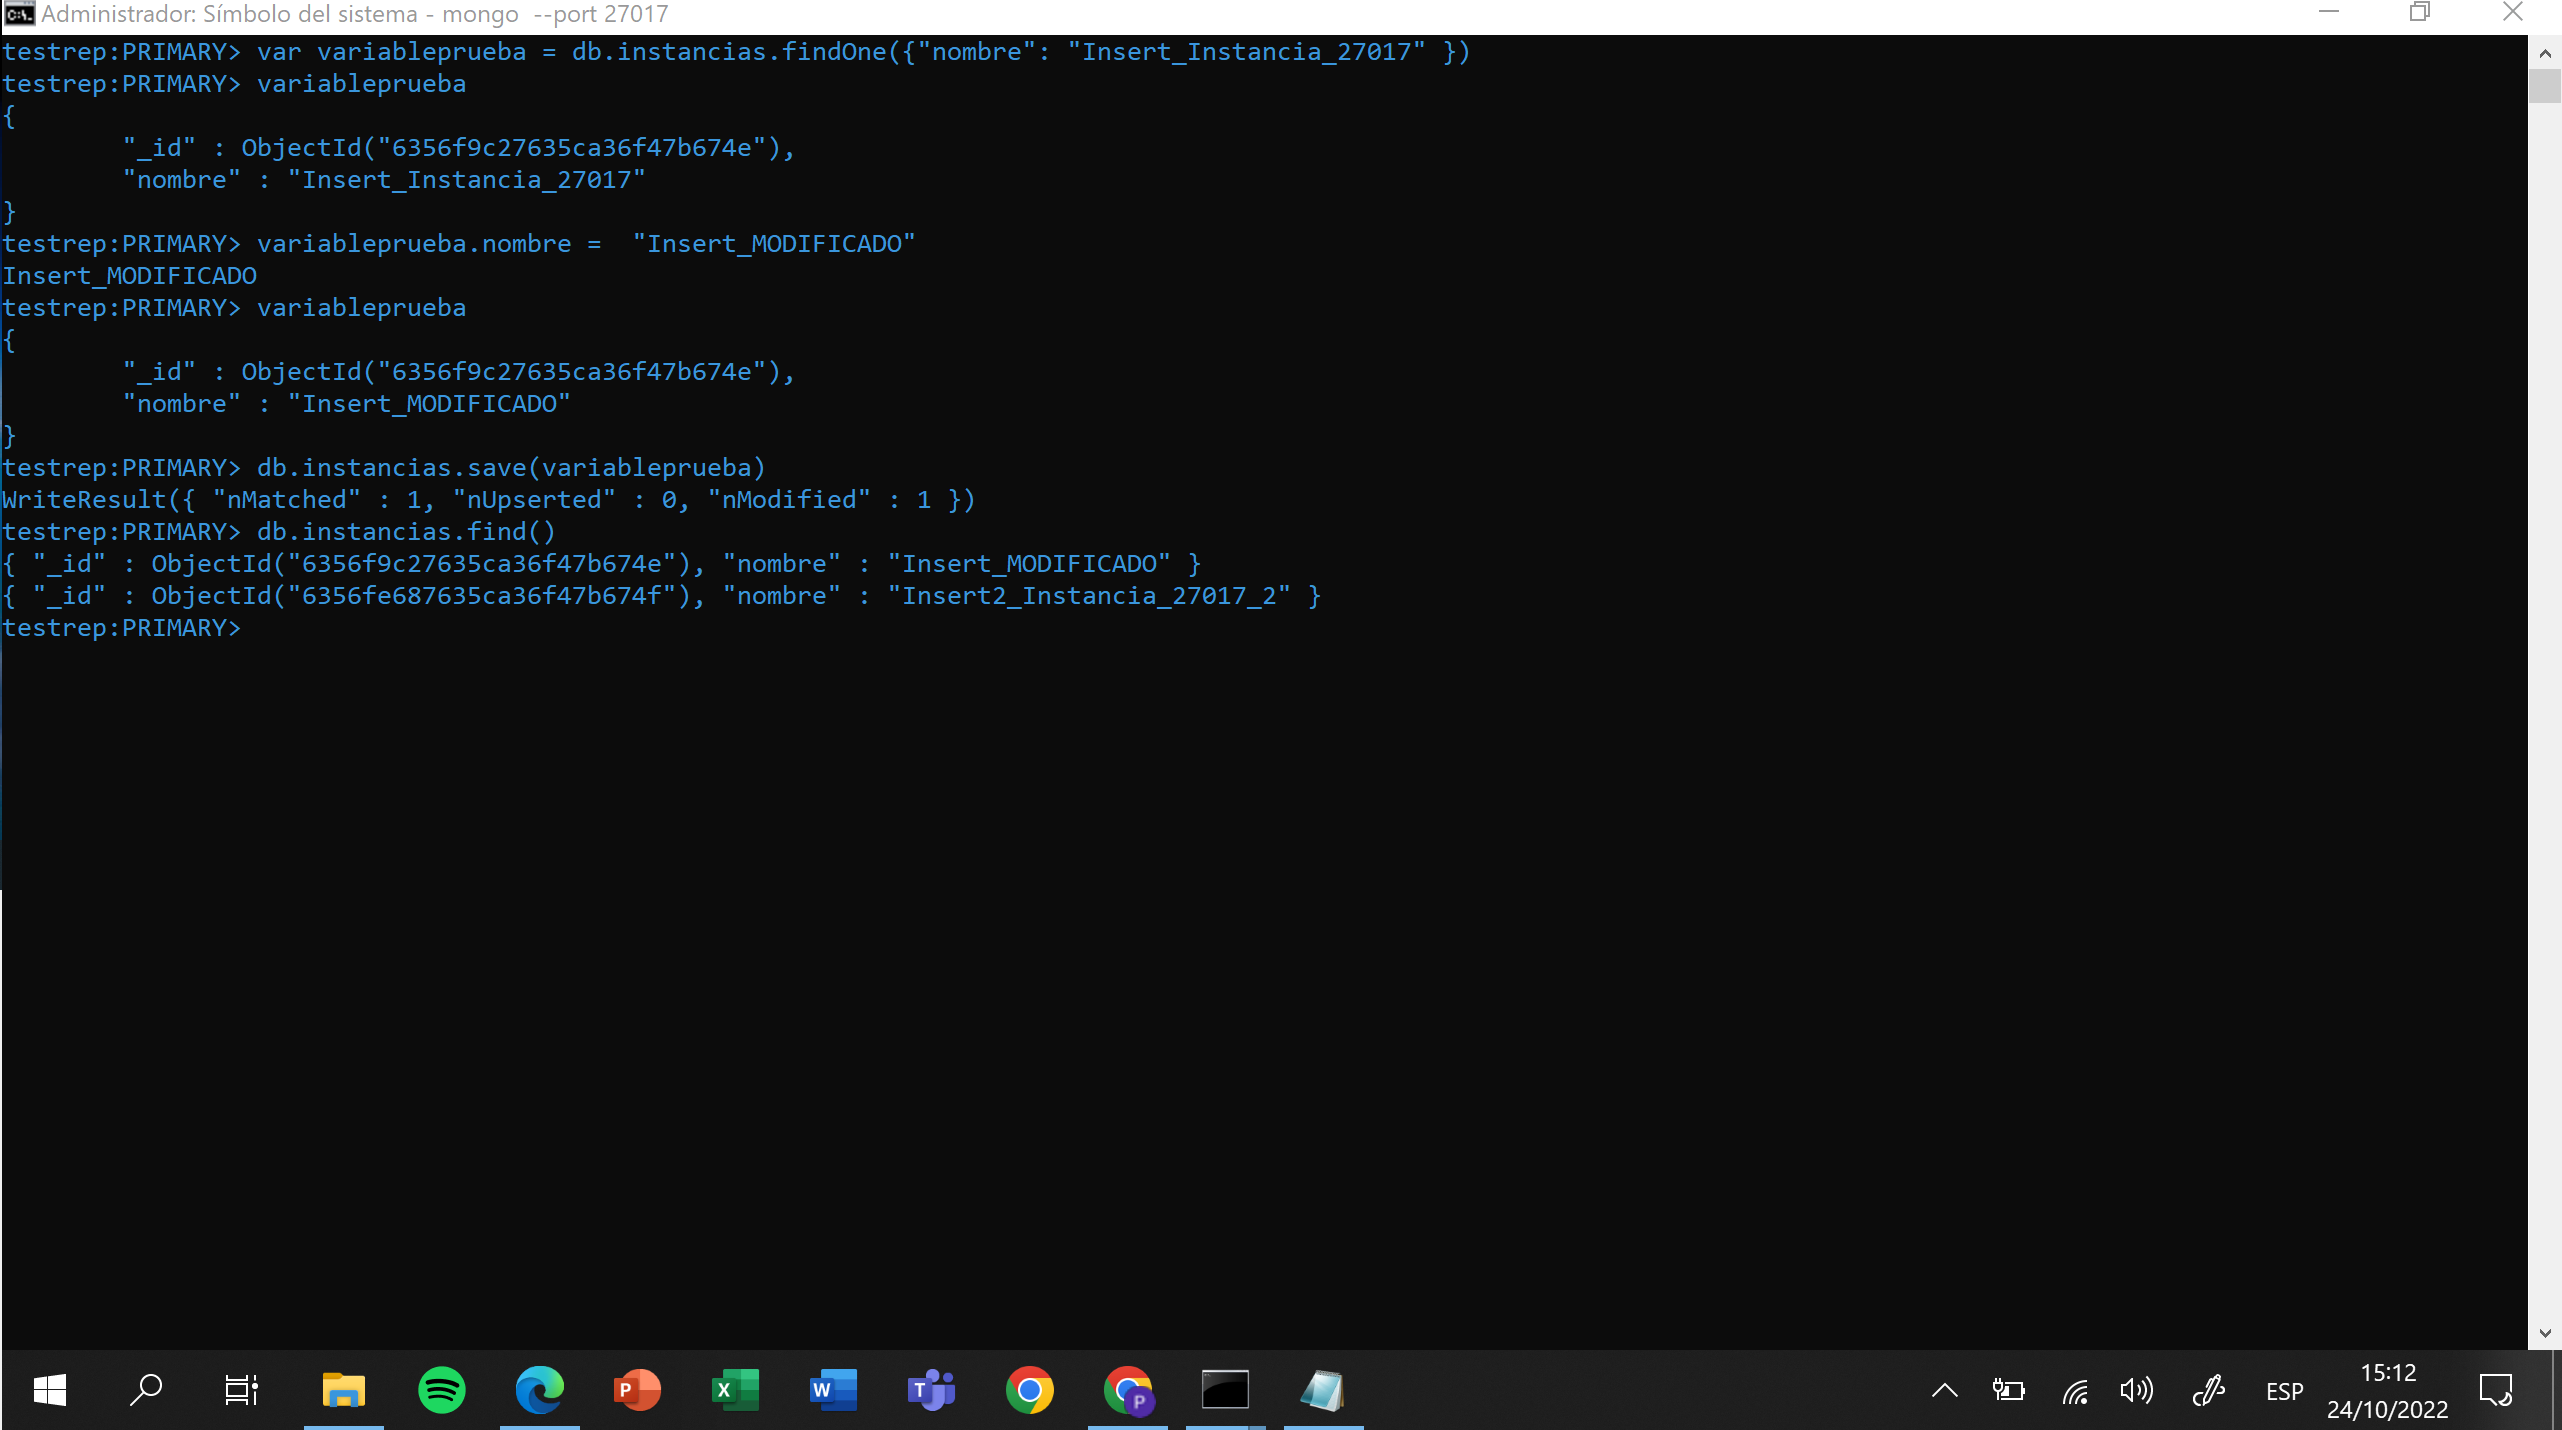 Administrador: Símbolo del sistema - mongo  --port 27017
testrep:PRIMARY> var variableprueba = db.instancias.findOne({"nombre": "Insert_Instancia_27017" })
testrep:PRIMARY> variableprueba
{
        "_id" : ObjectId("6356f9c27635ca36f47b674e"),
        "nombre" : "Insert_Instancia_27017"
}
testrep:PRIMARY> variableprueba.nombre =  "Insert_MODIFICADO"
Insert_MODIFICADO
testrep:PRIMARY> variableprueba
{
        "_id" : ObjectId("6356f9c27635ca36f47b674e"),
        "nombre" : "Insert_MODIFICADO"
}
testrep:PRIMARY> db.instancias.save(variableprueba)
WriteResult({ "nMatched" : 1, "nUpserted" : 0, "nModified" : 1 })
testrep:PRIMARY> db.instancias.find()
{ "_id" : ObjectId("6356f9c27635ca36f47b674e"), "nombre" : "Insert_MODIFICADO" }
{ "_id" : ObjectId("6356fe687635ca36f47b674f"), "nombre" : "Insert2_Instancia_27017_2" }
testrep:PRIMARY>
P
X
W
T
P
ESP
15:12
24/10/2022